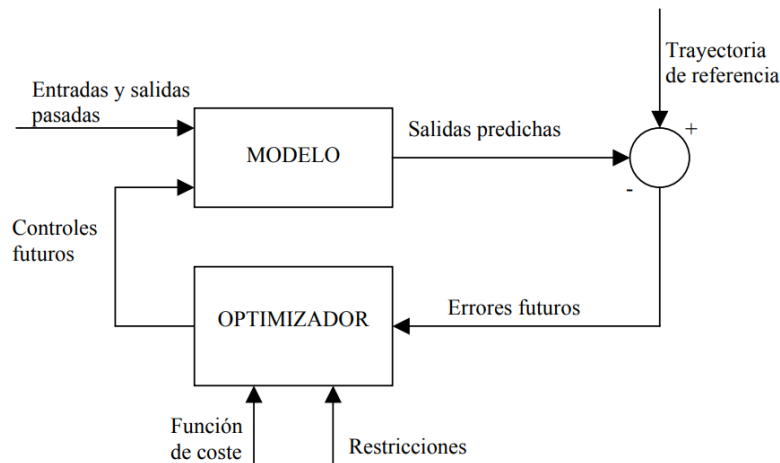 Trayectoria
de referencia
Entradas y salidas
pasadas
MODELO
Salidas predichas
+
-
Controles
futuros
OPTIMIZADOR
Errores futuros
Función
de coste
Restricciones